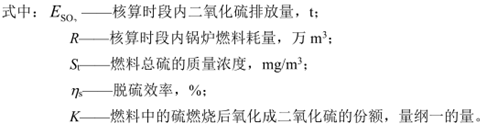 式中：E_SO₂——核算时段内二氧化硫排放量，t；
R——核算时段内锅炉燃料耗量，万 m³；
Sₜ——燃料总硫的质量浓度，mg/m³；
ηₛ——脱硫效率，%；
K——燃料中的硫燃烧后氧化成二氧化硫的份额，量纲一的量。